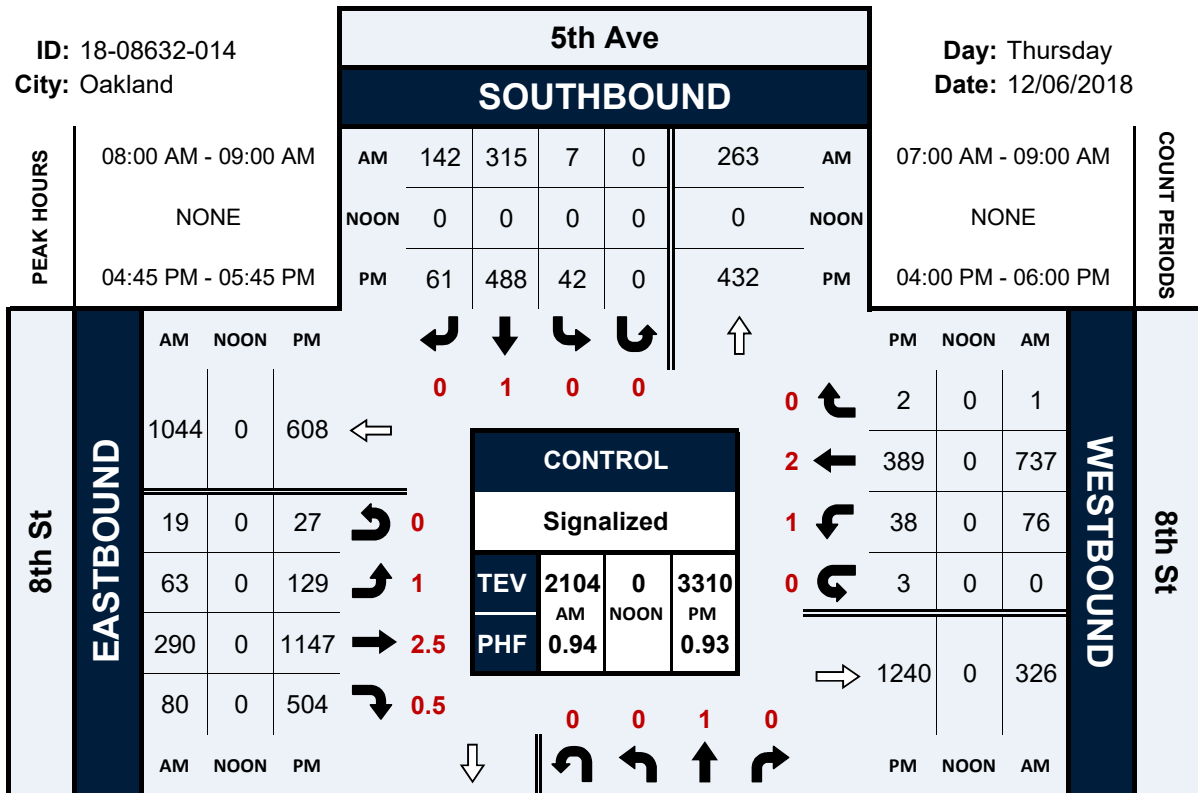 ID: 18-08632-014
City: Oakland
5th Ave
SOUTHBOUND
Day: Thursday
Date: 12/06/2018
PEAK HOURS
08:00 AM - 09:00 AM
NONE
04:45 PM - 05:45 PM
AM 142 315 7 0 263 AM
NOON 0 0 0 0 0 NOON
PM 61 488 42 0 432 PM
07:00 AM - 09:00 AM
NONE
04:00 PM - 06:00 PM
COUNT PERIODS
0 1 0 0
8th St
EASTBOUND
AM NOON PM
1044 0 608
19 0 27 0
63 0 129 1
290 0 1147 2.5
80 0 504 0.5
AM NOON PM
CONTROL
Signalized
TEV 2104 0 3310
AM NOON PM
PHF 0.94 0.93
PM NOON AM
0 2 0 1
2 389 0 737
1 38 0 76
0 3 0 0
1240 0 326
PM NOON AM
WESTBOUND
8th St
0 0 1 0